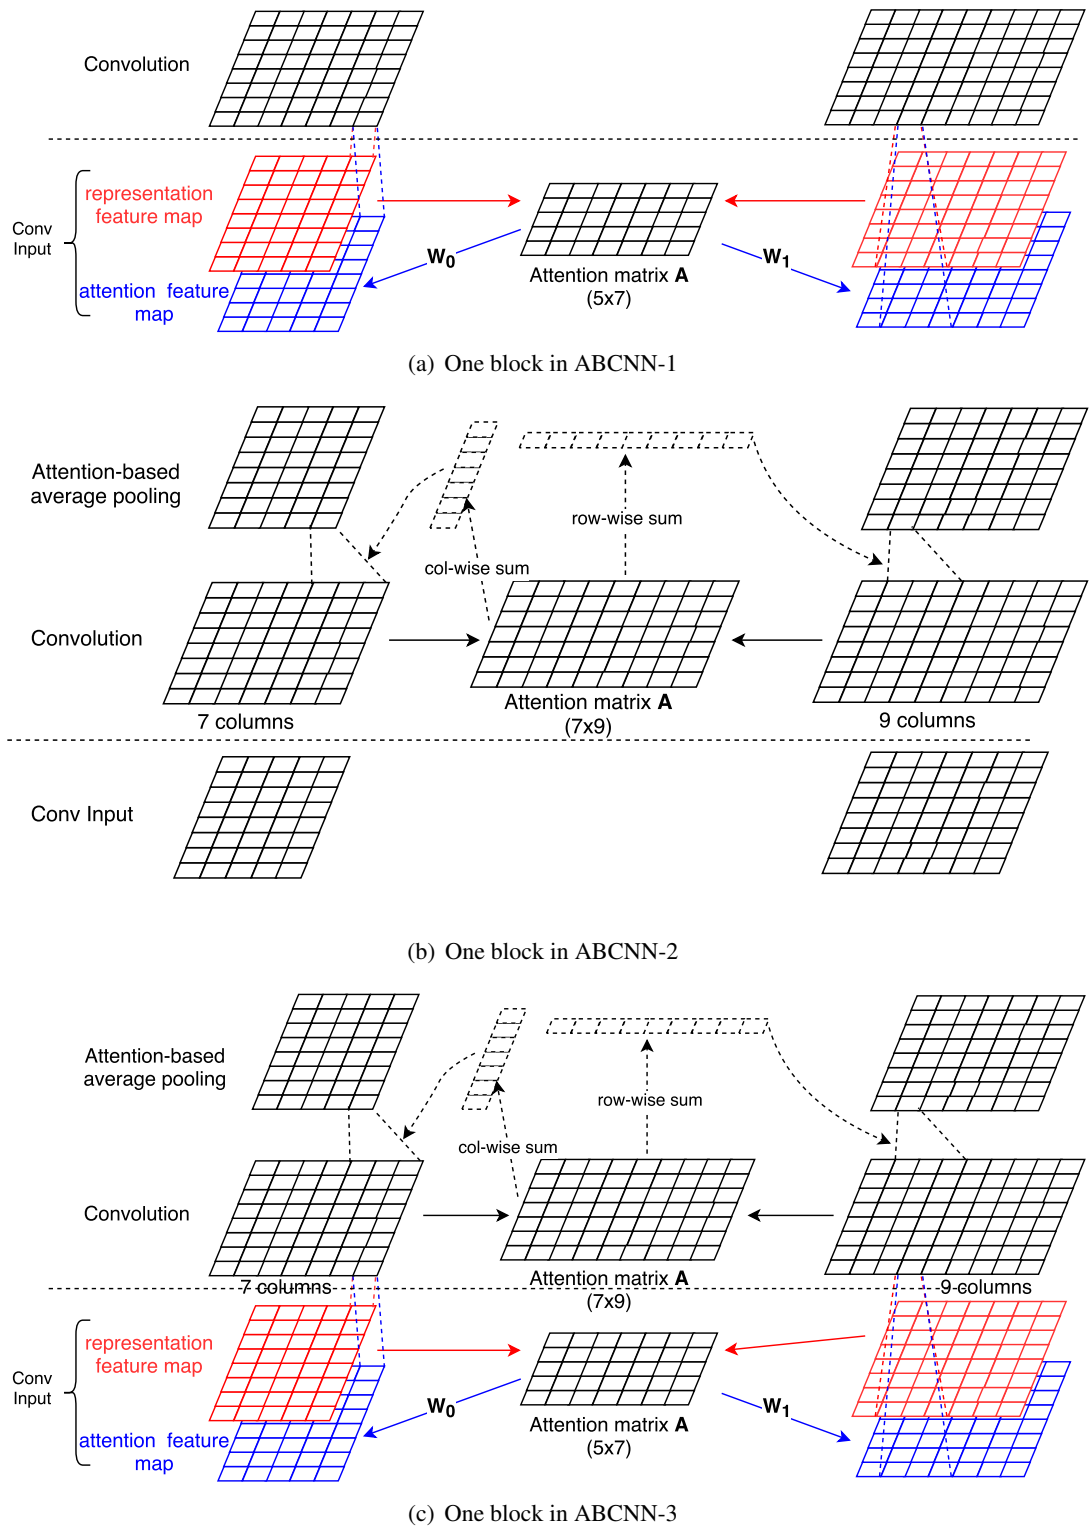 Convolution
representation
feature map
Conv
Input
attention feature
map
W0
W1
Attention matrix A
(5x7)
(a) One block in ABCNN-1
Attention-based
average pooling
row-wise sum
col-wise sum
Convolution
7 columns
Attention matrix A
(7x9)
9 columns
Conv Input
(b) One block in ABCNN-2
Attention-based
average pooling
row-wise sum
col-wise sum
Convolution
7 columns
Attention matrix A
(7x9)
9 columns
representation
feature map
Conv
Input
attention feature
map
W0
W1
Attention matrix A
(5x7)
(c) One block in ABCNN-3